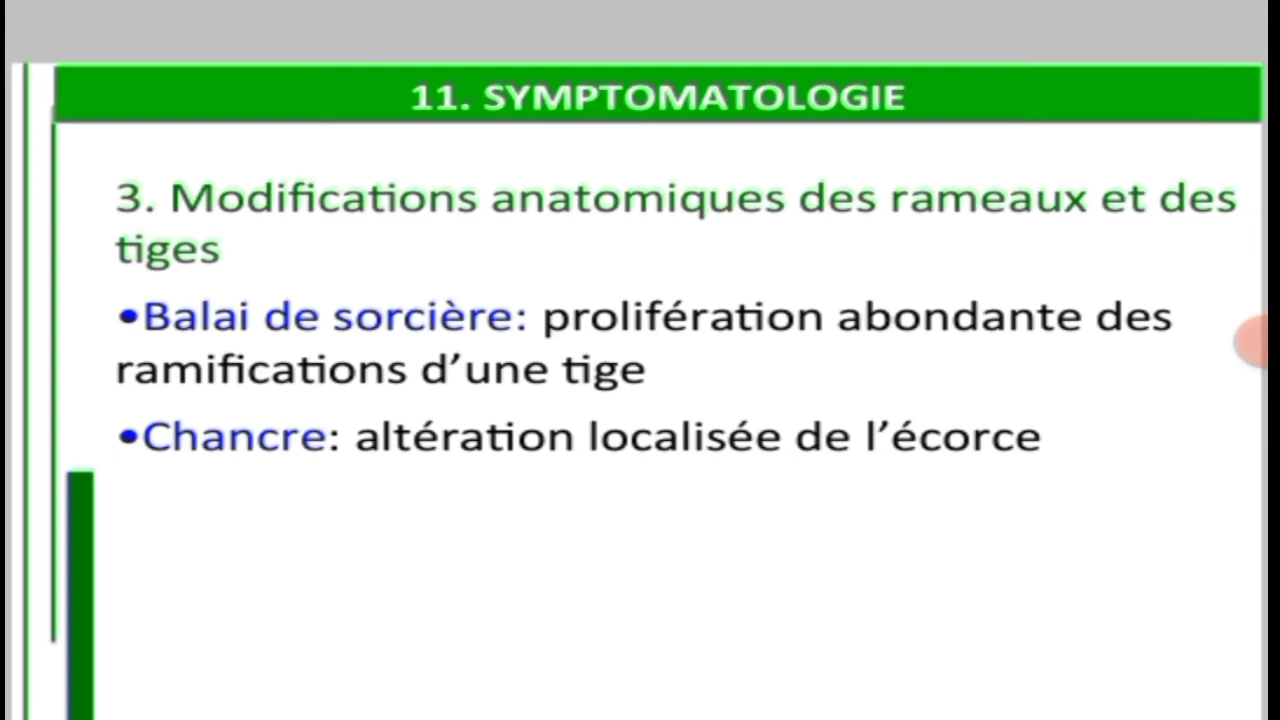 11. SYMPTOMATOLOGIE
3. Modifications anatomiques des rameaux et des
tiges
•Balai de sorcière: prolifération abondante des
ramifications d’une tige
•Chancre: altération localisée de l’écorce